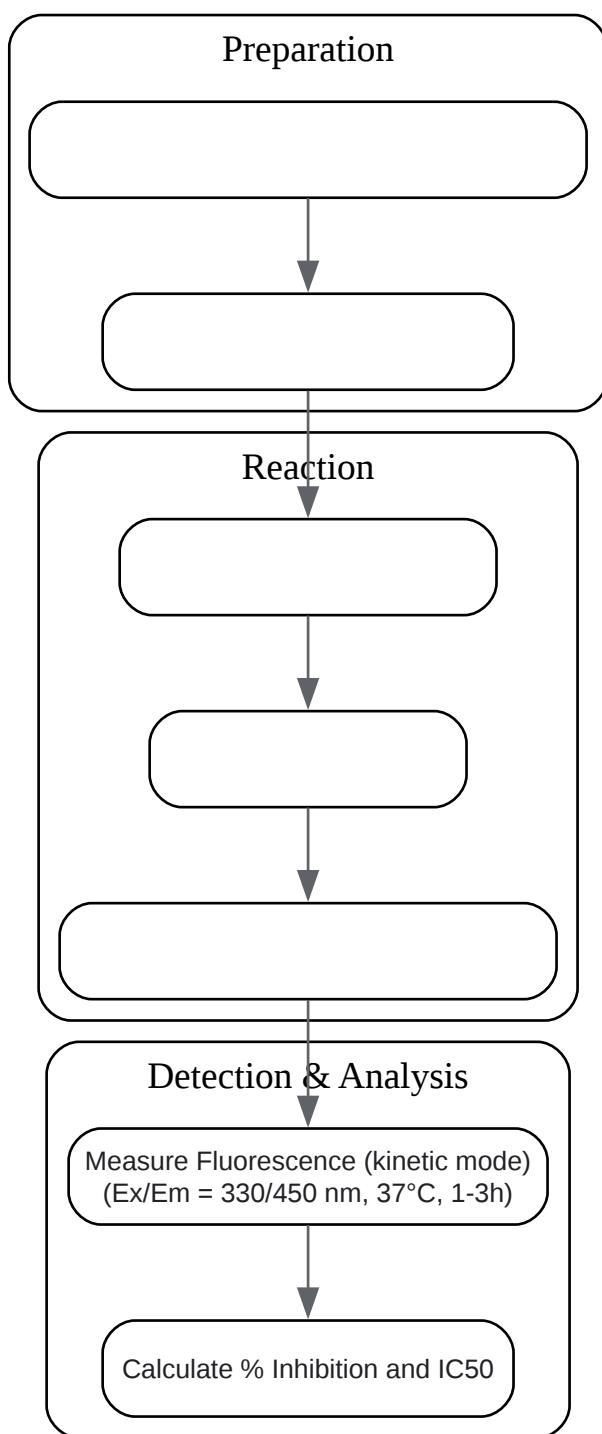 Preparation
Reaction
Detection & Analysis
Measure Fluorescence (kinetic mode)
(Ex/Em = 330/450 nm, 37°C, 1-3h)
Calculate % Inhibition and IC50